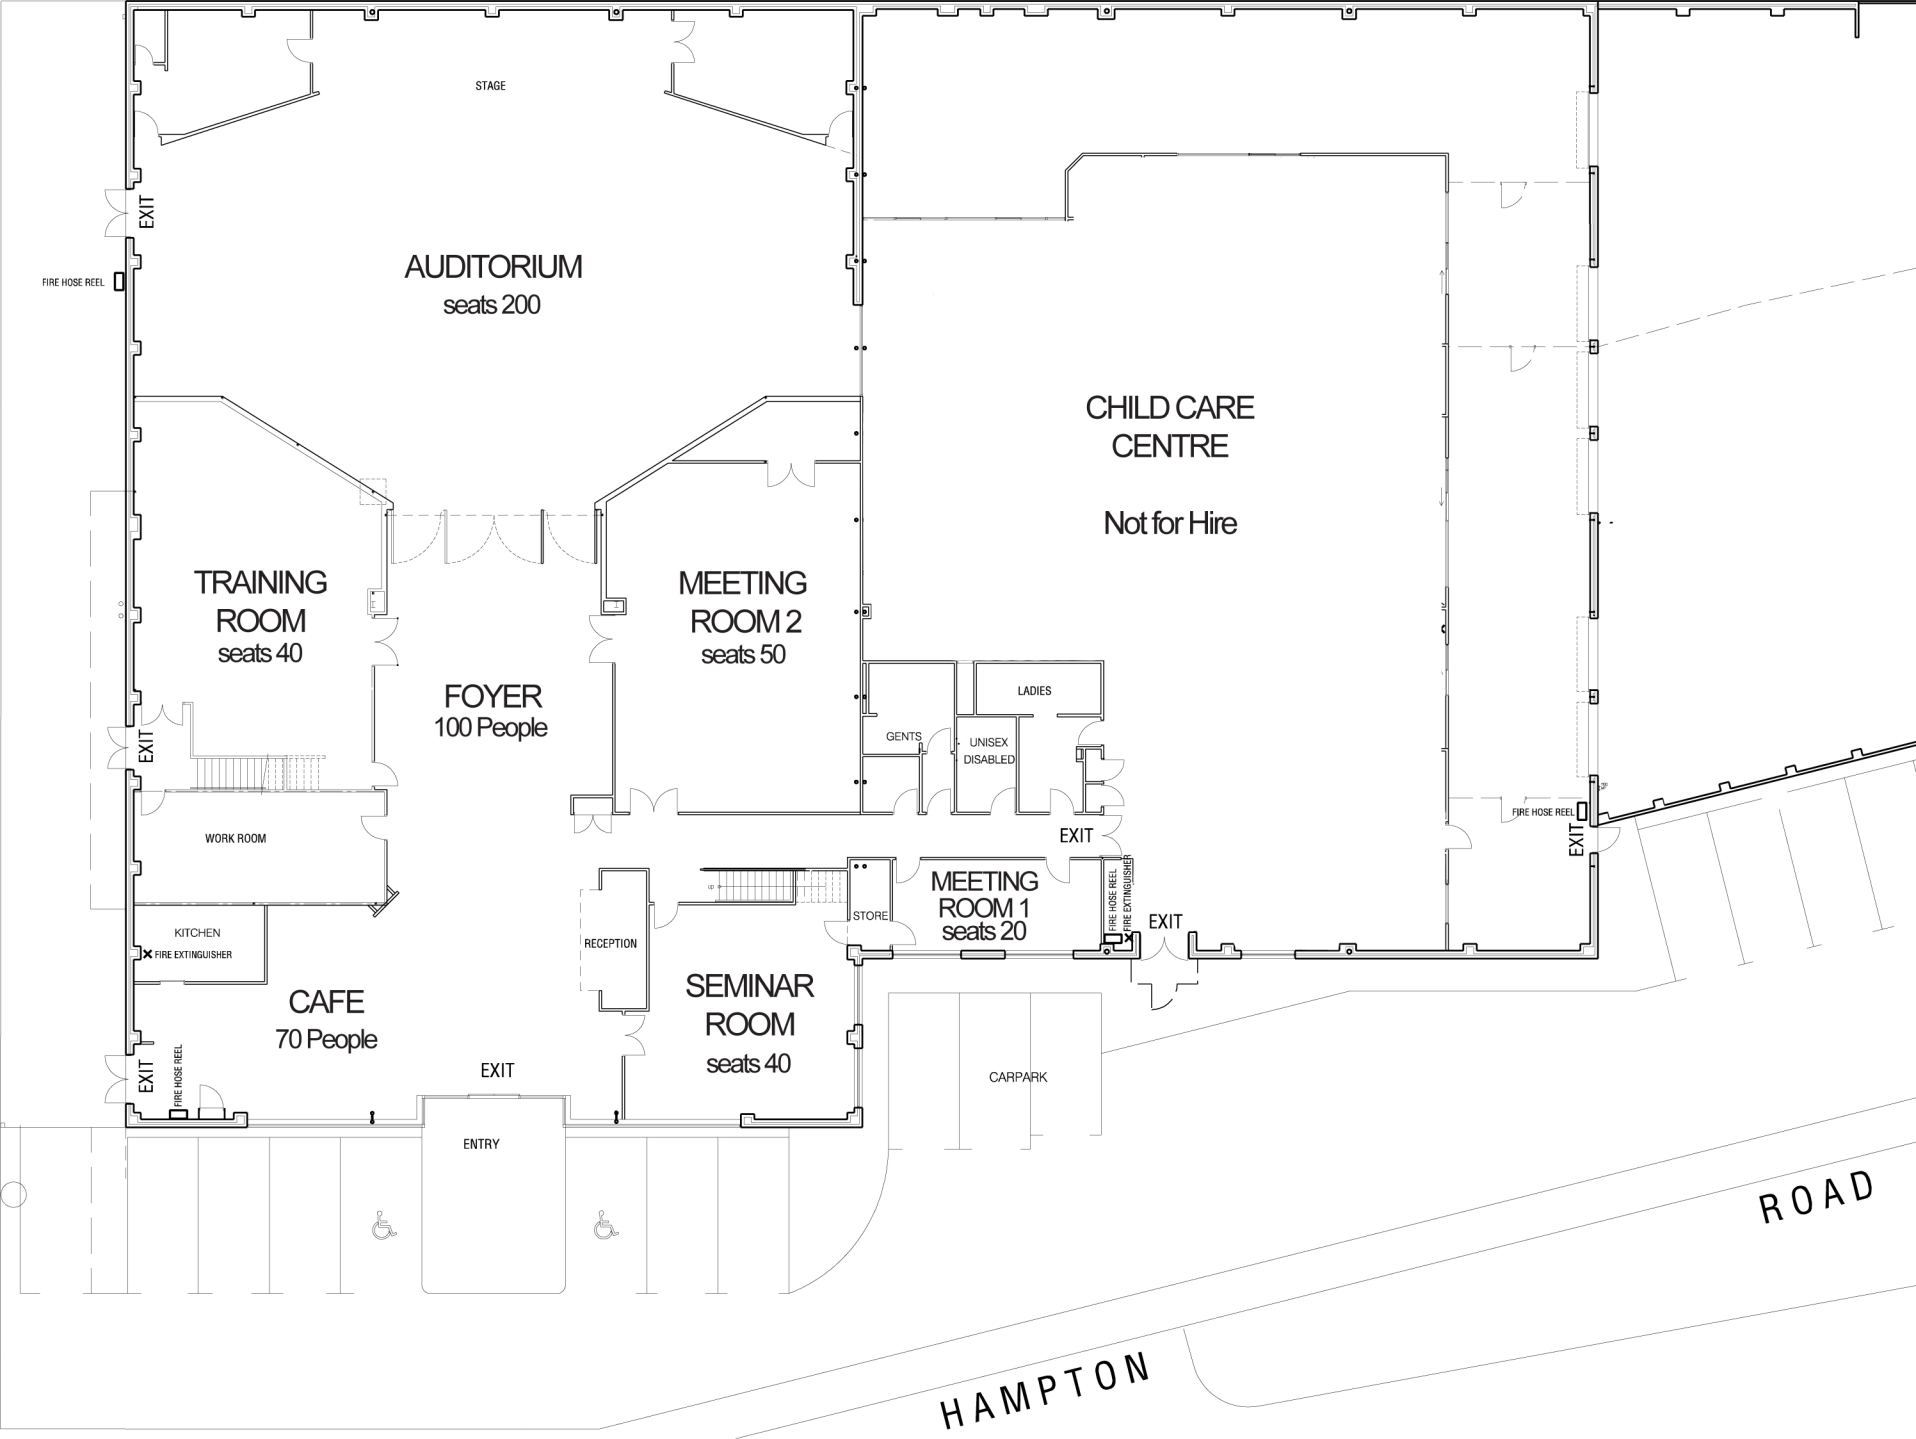 STAGE
EXIT
FIRE HOSE REEL
AUDITORIUM
seats 200
CHILD CARE
CENTRE
Not for Hire
TRAINING
ROOM
seats 40
MEETING
ROOM 2
seats 50
FOYER
100 People
LADIES
GENTS
UNISEX
DISABLED
EXIT
WORK ROOM
EXIT
FIRE HOSE REEL
EXIT
MEETING
ROOM 1
seats 20
STORE
FIRE HOSE REEL
FIRE EXTINGUISHER
EXIT
up
RECEPTION
KITCHEN
FIRE EXTINGUISHER
CAFE
70 People
SEMINAR
ROOM
seats 40
EXIT
FIRE HOSE REEL
EXIT
ENTRY
CARPARK
HAMPTON ROAD